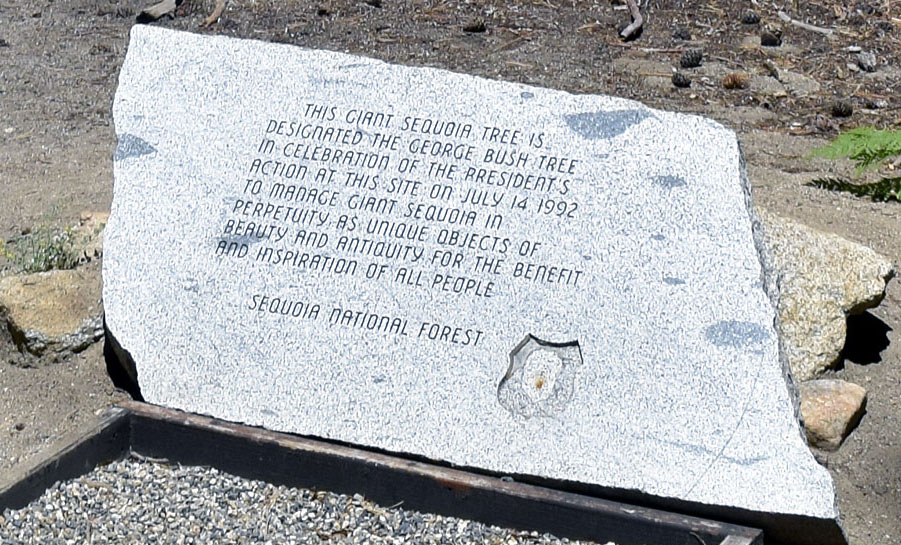 THIS GIANT SEQUOIA TREE IS
DESIGNATED THE GEORGE BUSH TREE
IN CELEBRATION OF THE PRESIDENT'S
ACTION AT THIS SITE ON JULY 14, 1992
TO MANAGE GIANT SEQUOIA IN
PERPETUITY AS UNIQUE OBJECTS OF
BEAUTY AND ANTIQUITY FOR THE BENEFIT
AND INSPIRATION OF ALL PEOPLE
SEQUOIA NATIONAL FOREST